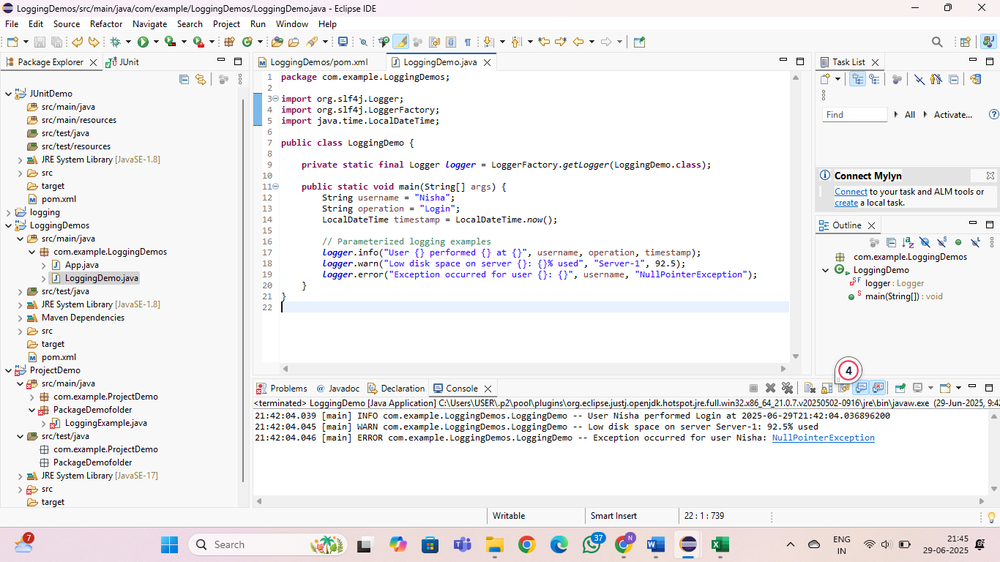 LoggingDemos/src/main/java/com/example/LoggingDemos/LoggingDemo.java - Eclipse IDE
File Edit Source Refactor Navigate Search Project Run Window Help
Package Explorer
JUnit
JUnitDemo
src/main/java
src/main/resources
src/test/java
src/test/resources
JRE System Library [JavaSE-1.8]
src
target
pom.xml
logging
LoggingDemos
src/main/java
com.example.LoggingDemos
App.java
LoggingDemo.java
src/test/java
JRE System Library [JavaSE-1.8]
Maven Dependencies
src
target
pom.xml
ProjectDemo
src/main/java
com.example.ProjectDemo
PackageDemofolder
LoggingExample.java
src/test/java
com.example.ProjectDemo
PackageDemofolder
JRE System Library [JavaSE-17]
src
target
LoggingDemos/pom.xml
LoggingDemo.java
1 package com.example.LoggingDemos;
2
3 import org.slf4j.Logger;
4 import org.slf4j.LoggerFactory;
5 import java.time.LocalDateTime;
6
7 public class LoggingDemo {
8
9 private static final Logger logger = LoggerFactory.getLogger(LoggingDemo.class);
10
11 public static void main(String[] args) {
12 String username = "Nisha";
13 String operation = "Login";
14 LocalDateTime timestamp = LocalDateTime.now();
15
16 // Parameterized logging examples
17 logger.info("User {} performed {} at {}", username, operation, timestamp);
18 logger.warn("Low disk space on server {}: {}% used", "Server-1", 92.5);
19 logger.error("Exception occurred for user {}: {}", username, "NullPointerException");
20 }
21 }
22
Task List
Find
All
Activate...
Connect Mylyn
Connect to your task and ALM tools or
create a local task.
Outline
com.example.LoggingDemos
LoggingDemo
logger : Logger
main(String[]) : void
4
Problems
Javadoc
Declaration
Console
<terminated> LoggingDemo [Java Application] C:\Users\USER\.p2\pool\plugins\org.eclipse.justj.openjdk.hotspot.jre.full.win32.x86_64_21.0.7.v20250502-0916\jre\bin\javaw.exe (29-Jun-2025, 9:42
21:42:04.039 [main] INFO com.example.LoggingDemos.LoggingDemo -- User Nisha performed Login at 2025-06-29T21:42:04.036896200
21:42:04.045 [main] WARN com.example.LoggingDemos.LoggingDemo -- Low disk space on server Server-1: 92.5% used
21:42:04.046 [main] ERROR com.example.LoggingDemos.LoggingDemo -- Exception occurred for user Nisha: NullPointerException
Writable
Smart Insert
22 : 1 : 739
7
Search
37
N
ENG
IN
21:45
29-06-2025